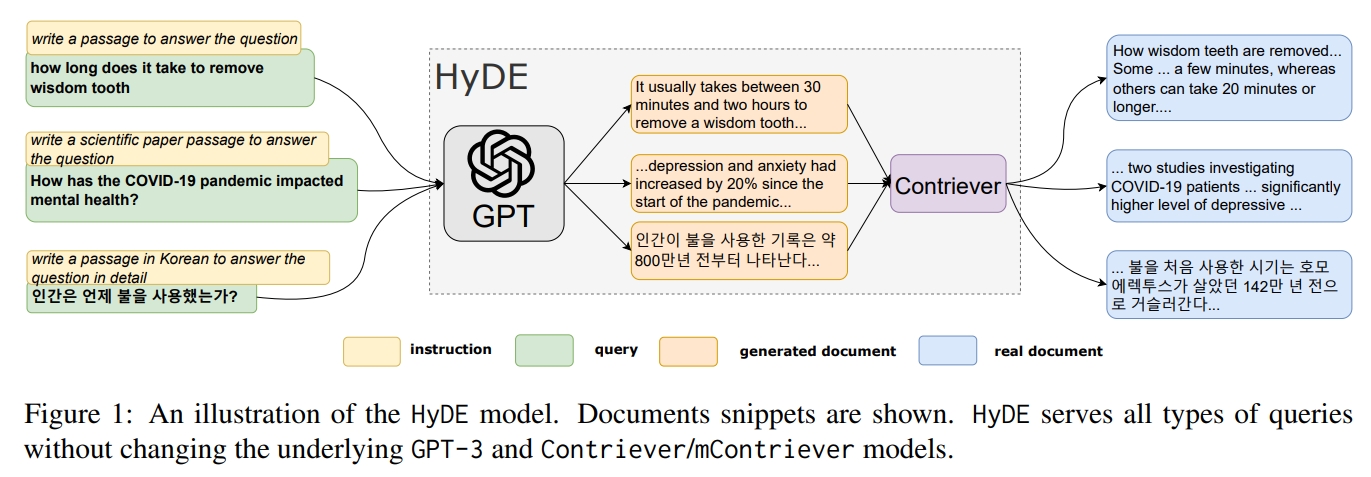 write a passage to answer the question
how long does it take to remove
wisdom tooth
write a scientific paper passage to answer
the question
How has the COVID-19 pandemic impacted
mental health?
write a passage in Korean to answer the
question in detail
인간은 언제 불을 사용했는가?
HyDE
GPT
It usually takes between 30
minutes and two hours to
remove a wisdom tooth...
...depression and anxiety had
increased by 20% since the
start of the pandemic...
인간이 불을 사용한 기록은 약
800만년 전부터 나타난다...
Contriever
How wisdom teeth are removed...
Some ... a few minutes, whereas
others can take 20 minutes or
longer....
... two studies investigating
COVID-19 patients ... significantly
higher level of depressive ...
... 불을 처음 사용한 시기는 호모
에렉투스가 살았던 142만 년 전으
로 거슬러간다...
instruction
query
generated document
real document
Figure 1: An illustration of the HyDE model. Documents snippets are shown. HyDE serves all types of queries
without changing the underlying GPT-3 and Contriever/mContriever models.